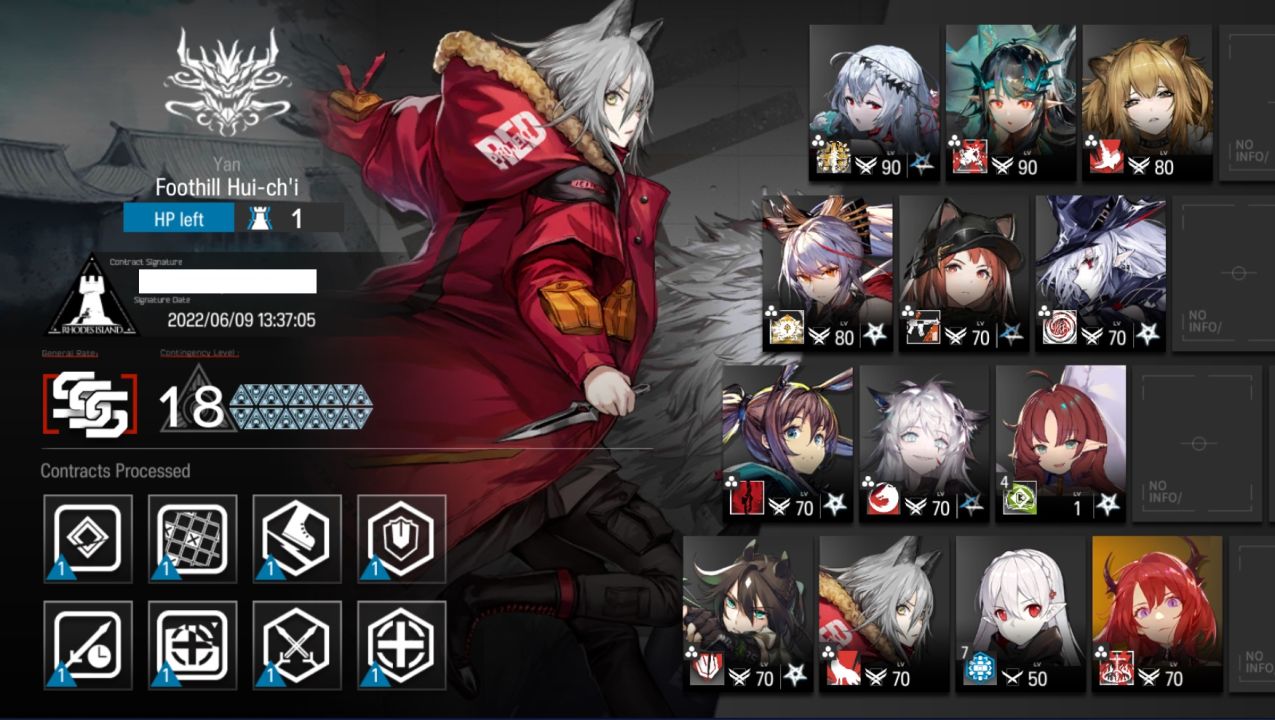 Yan
Foothill Hui-ch'i
HP left 1
Contract Signature
Signature Date
2022/06/09 13:37:05
RHODES ISLAND
General Rate:
Contingency Level:
SSS
18
Contracts Processed
1 1 1 1
1 1 1 1
RED
LV 90
LV 90
LV 80
NO INFO/
LV 80
LV 70
LV 70
NO INFO/
LV 70
LV 70
4 LV 1
NO INFO/
LV 70
LV 70
7 LV 50
LV 70
NO INFO